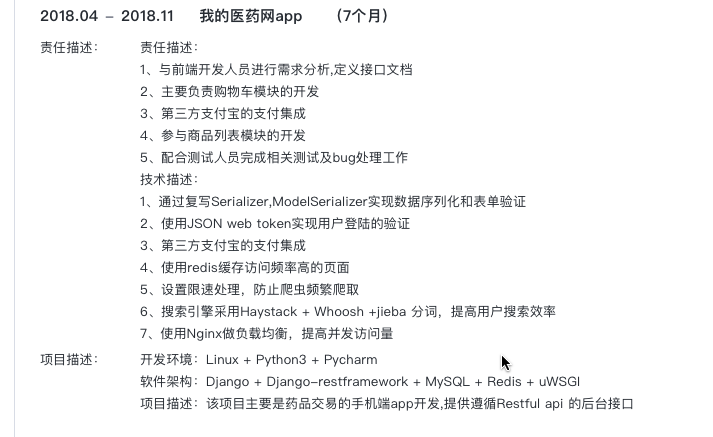 2018.04 – 2018.11 我的医药网app （7个月）
责任描述： 责任描述：
1、与前端开发人员进行需求分析,定义接口文档
2、主要负责购物车模块的开发
3、第三方支付宝的支付集成
4、参与商品列表模块的开发
5、配合测试人员完成相关测试及bug处理工作
技术描述：
1、通过复写Serializer,ModelSerializer实现数据序列化和表单验证
2、使用JSON web token实现用户登陆的验证
3、第三方支付宝的支付集成
4、使用redis缓存访问频率高的页面
5、设置限速处理，防止爬虫频繁爬取
6、搜索引擎采用Haystack + Whoosh +jieba 分词，提高用户搜索效率
7、使用Nginx做负载均衡，提高并发访问量
项目描述： 开发环境：Linux + Python3 + Pycharm
软件架构：Django + Django-restframework + MySQL + Redis + uWSGI
项目描述：该项目主要是药品交易的手机端app开发,提供遵循Restful api 的后台接口